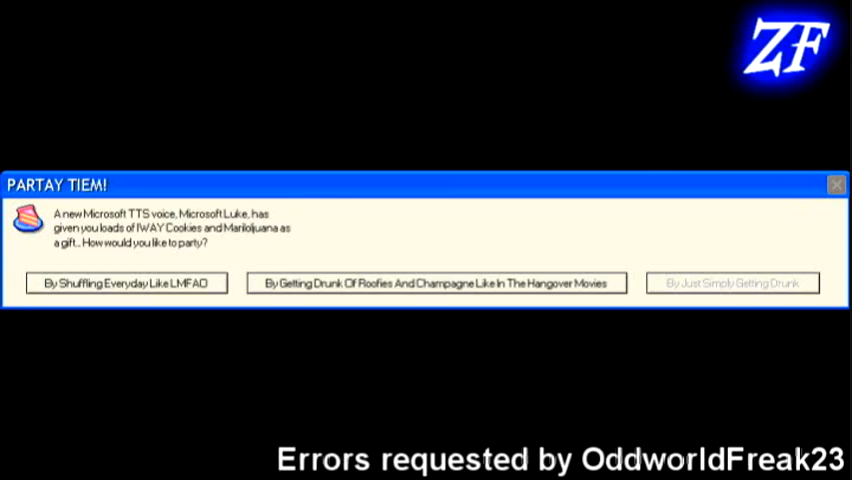 ZF
PARTAY TIEM!
A new Microsoft TTS voice, Microsoft Luke, has
given you loads of IWAY Cookies and Mariloljuana as
a gift... How would you like to party?
By Shuffling Everyday Like LMFAO
By Getting Drunk Of Roofies And Champagne Like In The Hangover Movies
By Just Simply Getting Drunk
Errors requested by OddworldFreak23